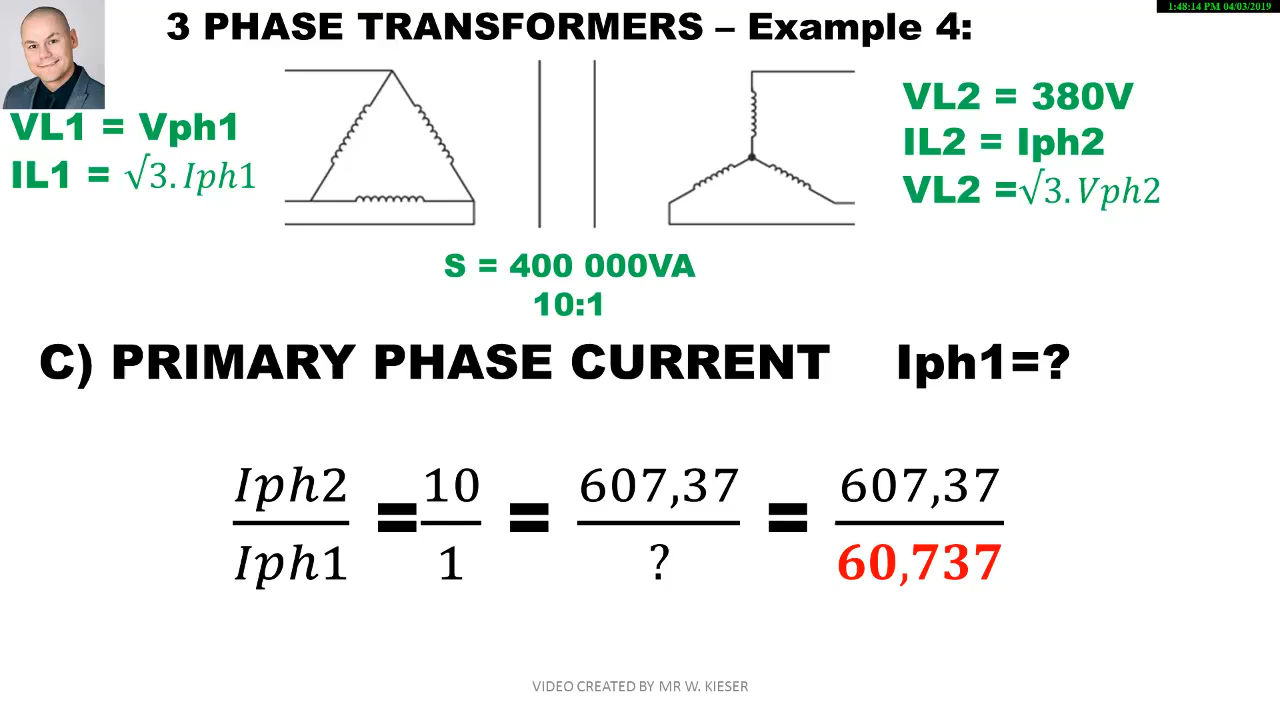 1:48:14 PM 04/03/2019
3 PHASE TRANSFORMERS – Example 4:
VL1 = Vph1
IL1 = √3.Iph1
VL2 = 380V
IL2 = Iph2
VL2 =√3.Vph2
S = 400 000VA
10:1
C) PRIMARY PHASE CURRENT Iph1=?
Iph2/Iph1 = 10/1 = 607,37/? = 607,37/60,737
VIDEO CREATED BY MR W. KIESER